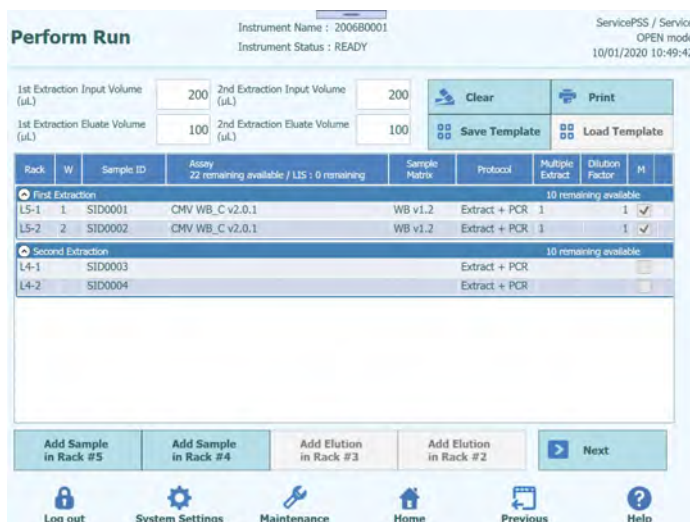 Perform Run
Instrument Name : 2006B0001
Instrument Status : READY
ServicePSS / Service
OPEN mode
10/01/2020 10:49:42
1st Extraction Input Volume (µL) 200 2nd Extraction Input Volume (µL) 200
1st Extraction Eluate Volume (µL) 100 2nd Extraction Eluate Volume (µL) 100
Clear Print
Save Template Load Template
Rack W Sample ID Assay 22 remaining available / LIS : 0 remaining Sample Matrix Protocol Multiple Extract Dilution Factor M
First Extraction 10 remaining available
L5-1 1 SID0001 CMV WB_C v2.0.1 WB v1.2 Extract + PCR 1 1
L5-2 2 SID0002 CMV WB_C v2.0.1 WB v1.2 Extract + PCR 1 1
Second Extraction 10 remaining available
L4-1 SID0003 Extract + PCR
L4-2 SID0004 Extract + PCR
Add Sample in Rack #5 Add Sample in Rack #4 Add Elution in Rack #3 Add Elution in Rack #2 Next
Log out System Settings Maintenance Home Previous Help